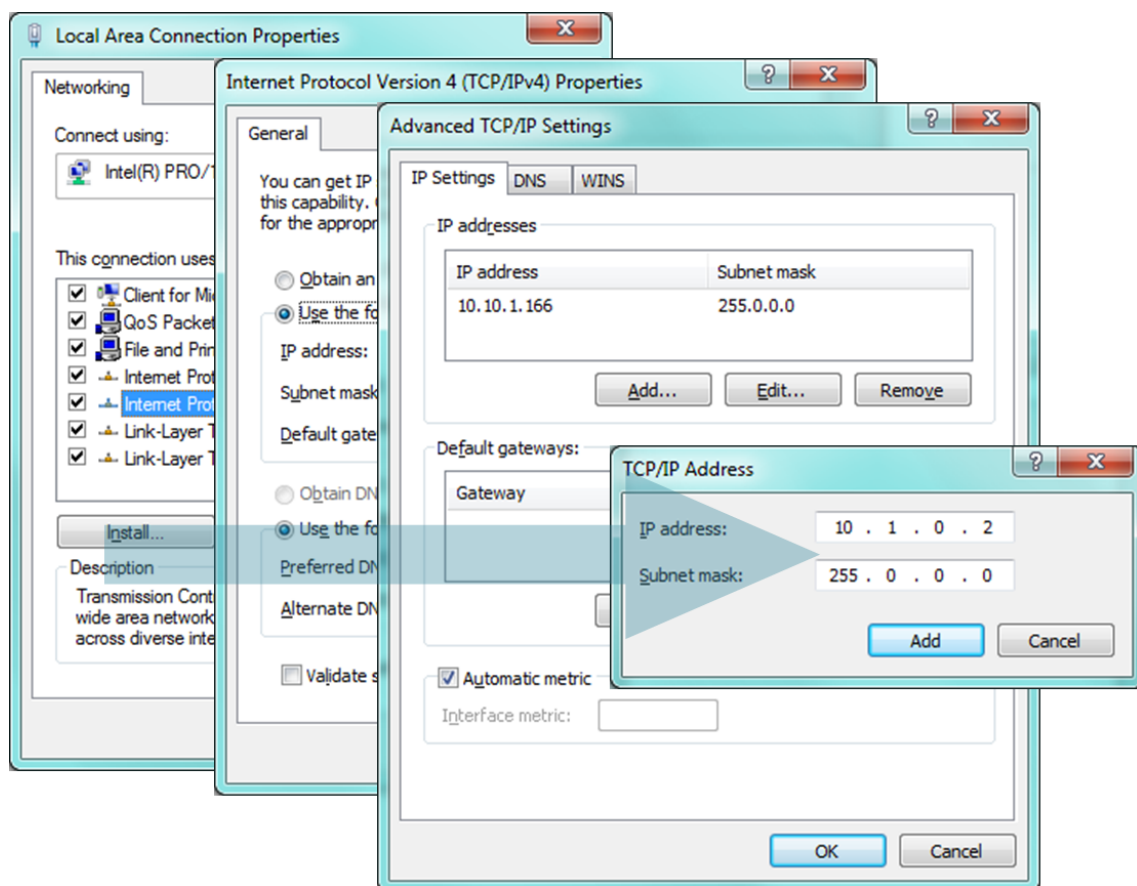 Local Area Connection Properties
Networking
Connect using:
Intel(R) PRO/1
This connection uses
Client for Mi
QoS Packet
File and Prin
Internet Prot
Internet Prot
Link-Layer T
Link-Layer T
Install...
Description
Transmission Cont
wide area network
across diverse inte
Internet Protocol Version 4 (TCP/IPv4) Properties
General
You can get IP
this capability.
for the appropr
Obtain an
Use the fo
IP address:
Subnet mask
Default gate
Obtain DN
Use the fo
Preferred DN
Alternate DN
Validate s
Advanced TCP/IP Settings
IP Settings DNS WINS
IP addresses
IP address Subnet mask
10.10.1.166 255.0.0.0
Add... Edit... Remove
Default gateways:
Gateway
Automatic metric
Interface metric:
OK Cancel
TCP/IP Address
IP address: 10 . 1 . 0 . 2
Subnet mask: 255 . 0 . 0 . 0
Add Cancel